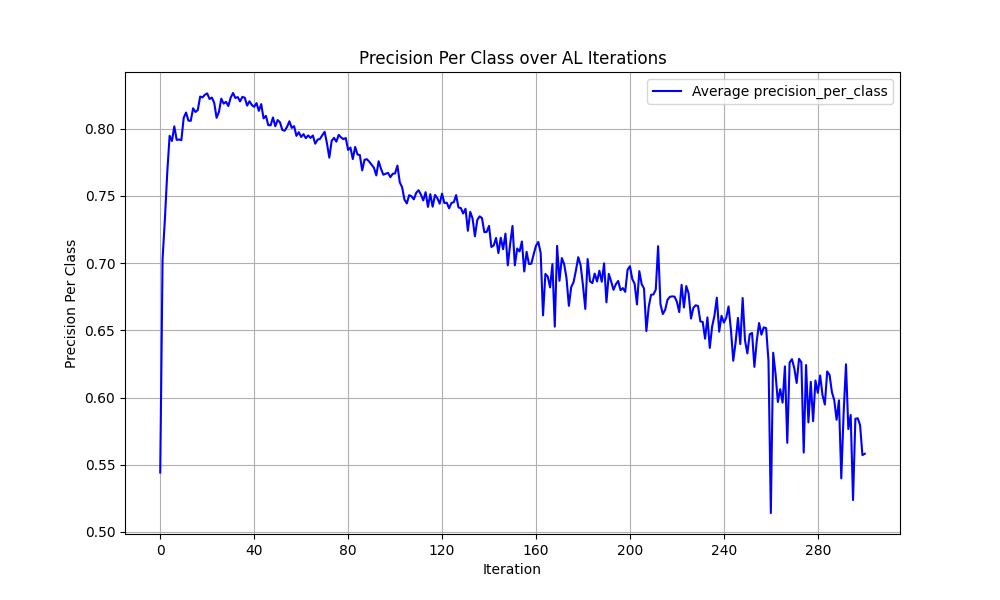 Precision Per Class over AL Iterations
Average precision_per_class
Precision Per Class
0.80
0.75
0.70
0.65
0.60
0.55
0.50
0 40 80 120 160 200 240 280
Iteration